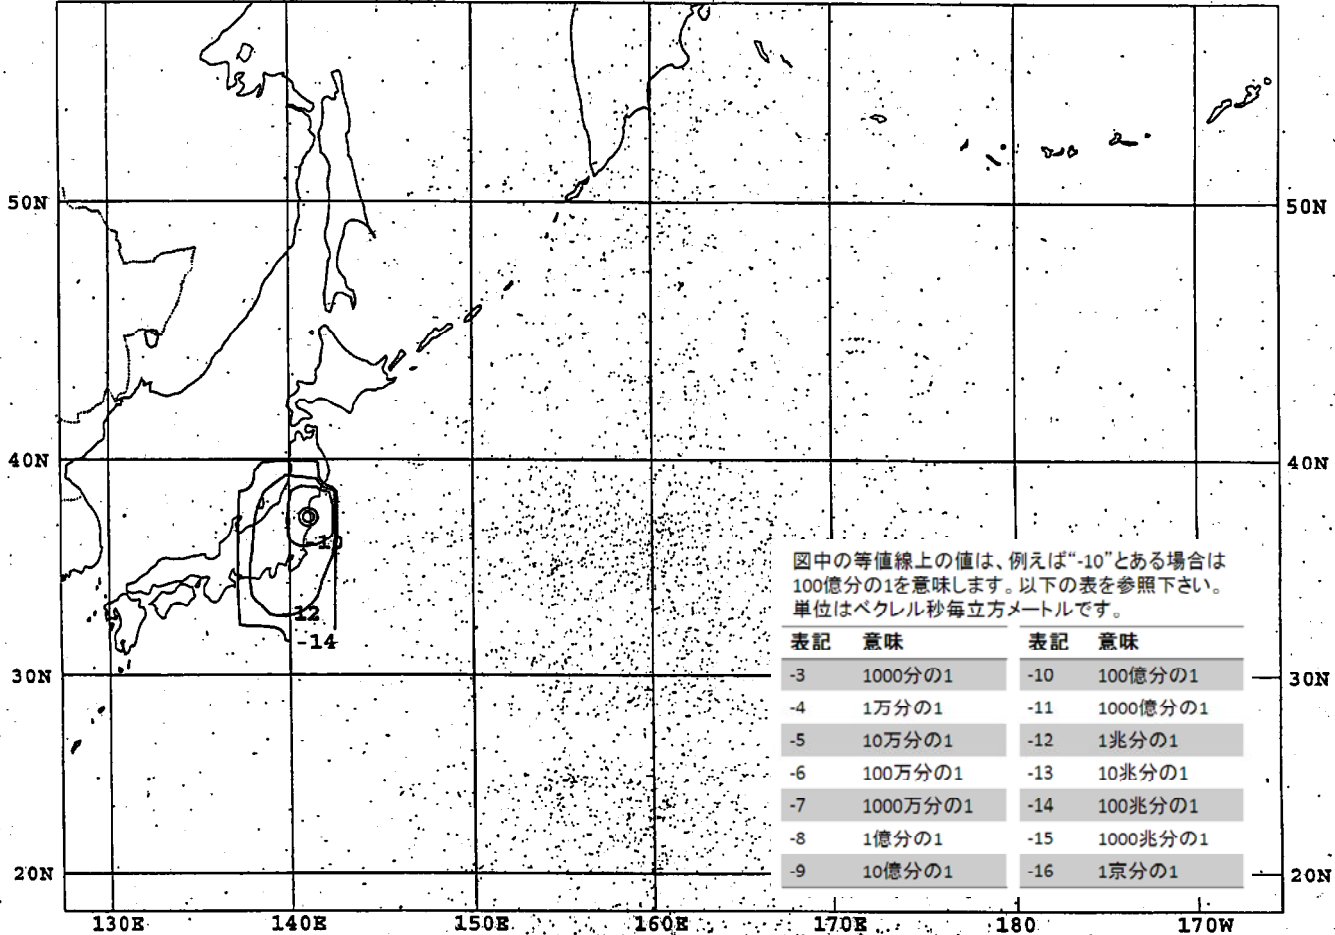 50N
50N
40N
40N
12
-14
図中の等値線上の値は、例えば“-10”とある場合は
100億分の1を意味します。以下の表を参照下さい。
単位はベクレル秒毎立方メートルです。
表記 意味 表記 意味
-3 1000分の1 -10 100億分の1
-4 1万分の1 -11 1000億分の1
-5 10万分の1 -12 1兆分の1
-6 100万分の1 -13 10兆分の1
-7 1000万分の1 -14 100兆分の1
-8 1億分の1 -15 1000兆分の1
-9 10億分の1 -16 1京分の1
30N
30N
20N
20N
130E 140E 150E 160E 170E 180 170W